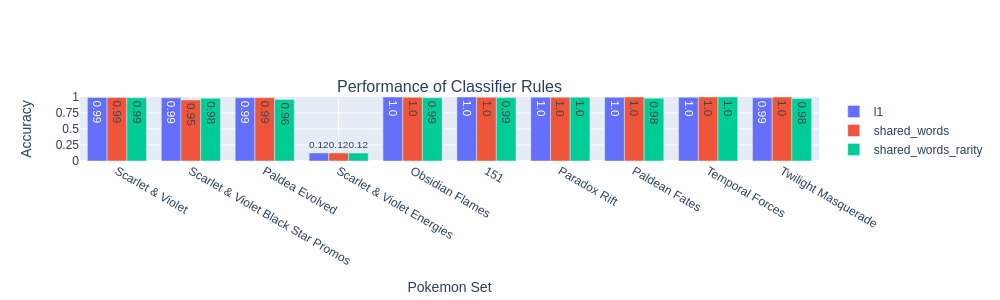 Performance of Classifier Rules
Accuracy
1
0.75
0.5
0.25
0
0.99 0.99 0.99
0.99 0.95 0.98
0.99 0.99 0.96
0.12 0.12 0.12
1.0 1.0 0.99
1.0 1.0 0.99
1.0 1.0 1.0
1.0 1.0 0.98
1.0 1.0 1.0
0.99 1.0 0.98
Scarlet & Violet
Scarlet & Violet Black Star Promos
Paldea Evolved
Scarlet & Violet Energies
Obsidian Flames
151
Paradox Rift
Paldean Fates
Temporal Forces
Twilight Masquerade
Pokemon Set
l1
shared_words
shared_words_rarity